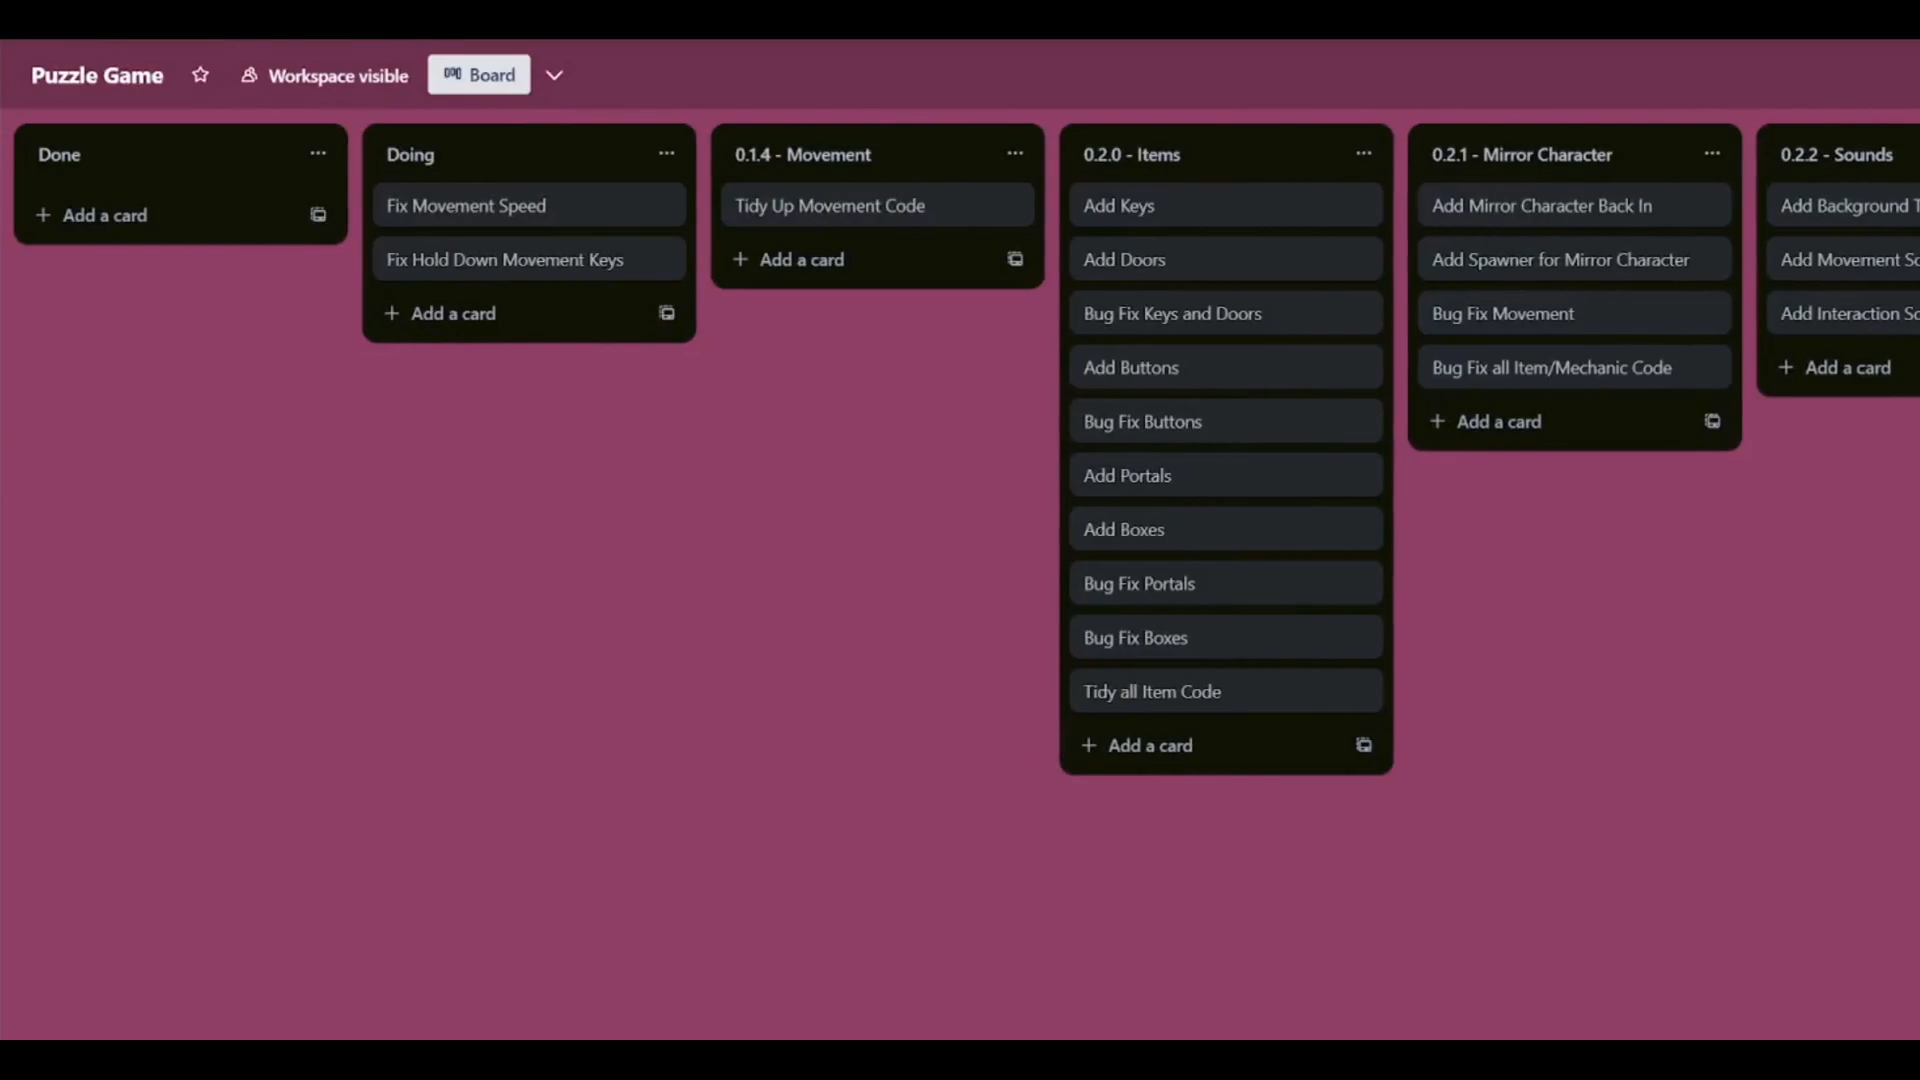 Puzzle Game
Workspace visible
Board
Done
Add a card
Doing
Fix Movement Speed
Fix Hold Down Movement Keys
Add a card
0.1.4 - Movement
Tidy Up Movement Code
Add a card
0.2.0 - Items
Add Keys
Add Doors
Bug Fix Keys and Doors
Add Buttons
Bug Fix Buttons
Add Portals
Add Boxes
Bug Fix Portals
Bug Fix Boxes
Tidy all Item Code
Add a card
0.2.1 - Mirror Character
Add Mirror Character Back In
Add Spawner for Mirror Character
Bug Fix Movement
Bug Fix all Item/Mechanic Code
Add a card
0.2.2 - Sounds
Add Background
Add Movement
Add Interaction
Add a card